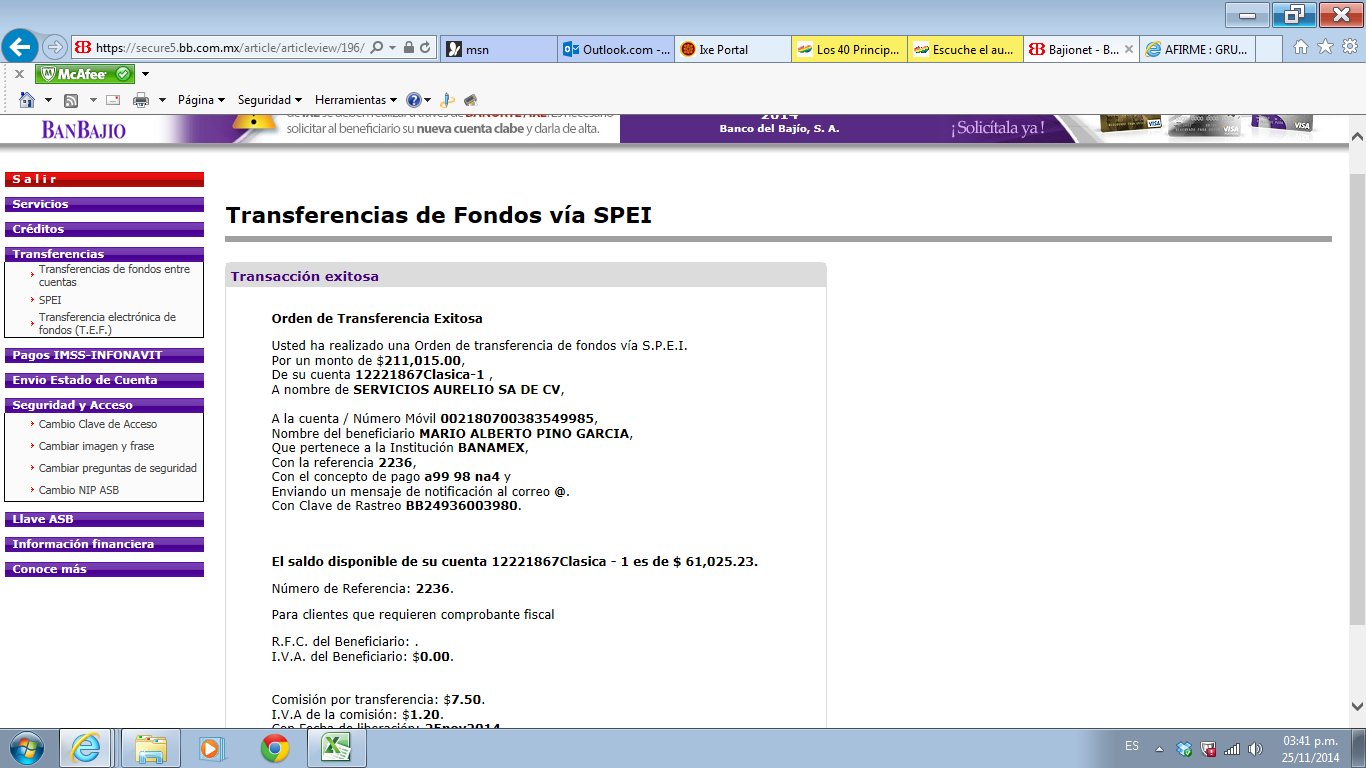 https://secure5.bb.com.mx/article/articleview/196/
msn
Outlook.com -...
Ixe Portal
Los 40 Princip...
Escuche el au...
Bajionet - B...
AFIRME : GRU...
McAfee
Página
Seguridad
Herramientas
BANBAJIO
solicitar al beneficiario su nueva cuenta clabe y darla de alta.
2014
Banco del Bajío, S. A.
¡Solicítala ya!
VISA
VISA
VISA
Salir
Servicios
Créditos
Transferencias
Transferencias de fondos entre
cuentas
SPEI
Transferencia electrónica de
fondos (T.E.F.)
Pagos IMSS-INFONAVIT
Envio Estado de Cuenta
Seguridad y Acceso
Cambio Clave de Acceso
Cambiar imagen y frase
Cambiar preguntas de seguridad
Cambio NIP ASB
Llave ASB
Información financiera
Conoce más
Transferencias de Fondos vía SPEI
Transacción exitosa
Orden de Transferencia Exitosa
Usted ha realizado una Orden de transferencia de fondos vía S.P.E.I.
Por un monto de $211,015.00,
De su cuenta 12221867Clasica-1 ,
A nombre de SERVICIOS AURELIO SA DE CV,
A la cuenta / Número Móvil 002180700383549985,
Nombre del beneficiario MARIO ALBERTO PINO GARCIA,
Que pertenece a la Institución BANAMEX,
Con la referencia 2236,
Con el concepto de pago a99 98 na4 y
Enviando un mensaje de notificación al correo @.
Con Clave de Rastreo BB24936003980.
El saldo disponible de su cuenta 12221867Clasica - 1 es de $ 61,025.23.
Número de Referencia: 2236.
Para clientes que requieren comprobante fiscal
R.F.C. del Beneficiario: .
I.V.A. del Beneficiario: $0.00.
Comisión por transferencia: $7.50.
I.V.A de la comisión: $1.20.
Con Fecha de liberación: 25nov2014
ES
03:41 p.m.
25/11/2014